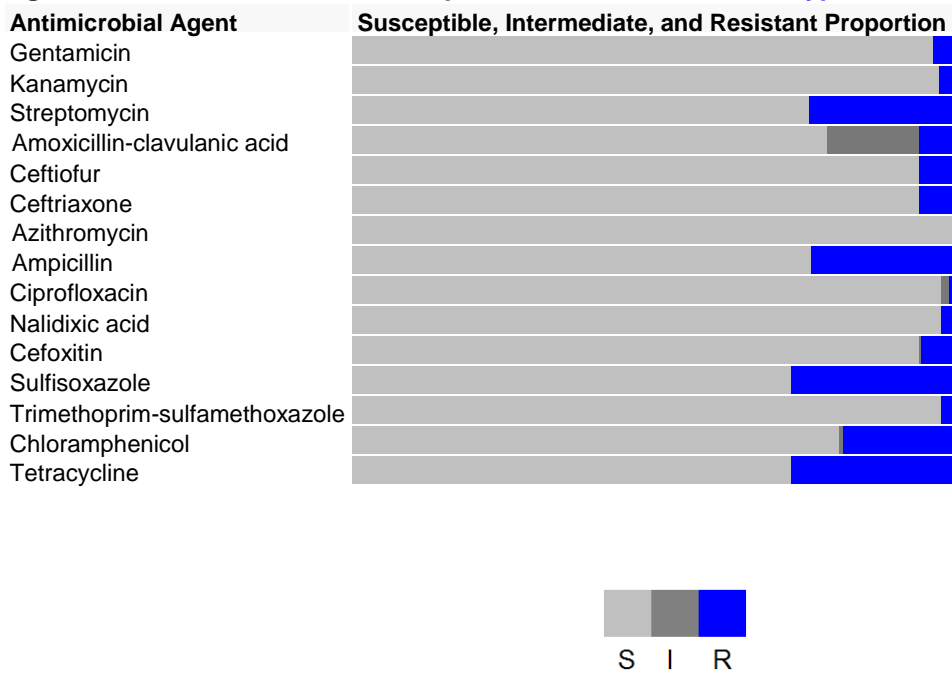 Antimicrobial Agent Susceptible, Intermediate, and Resistant Proportion
Gentamicin
Kanamycin
Streptomycin
Amoxicillin-clavulanic acid
Ceftiofur
Ceftriaxone
Azithromycin
Ampicillin
Ciprofloxacin
Nalidixic acid
Cefoxitin
Sulfisoxazole
Trimethoprim-sulfamethoxazole
Chloramphenicol
Tetracycline
S I R